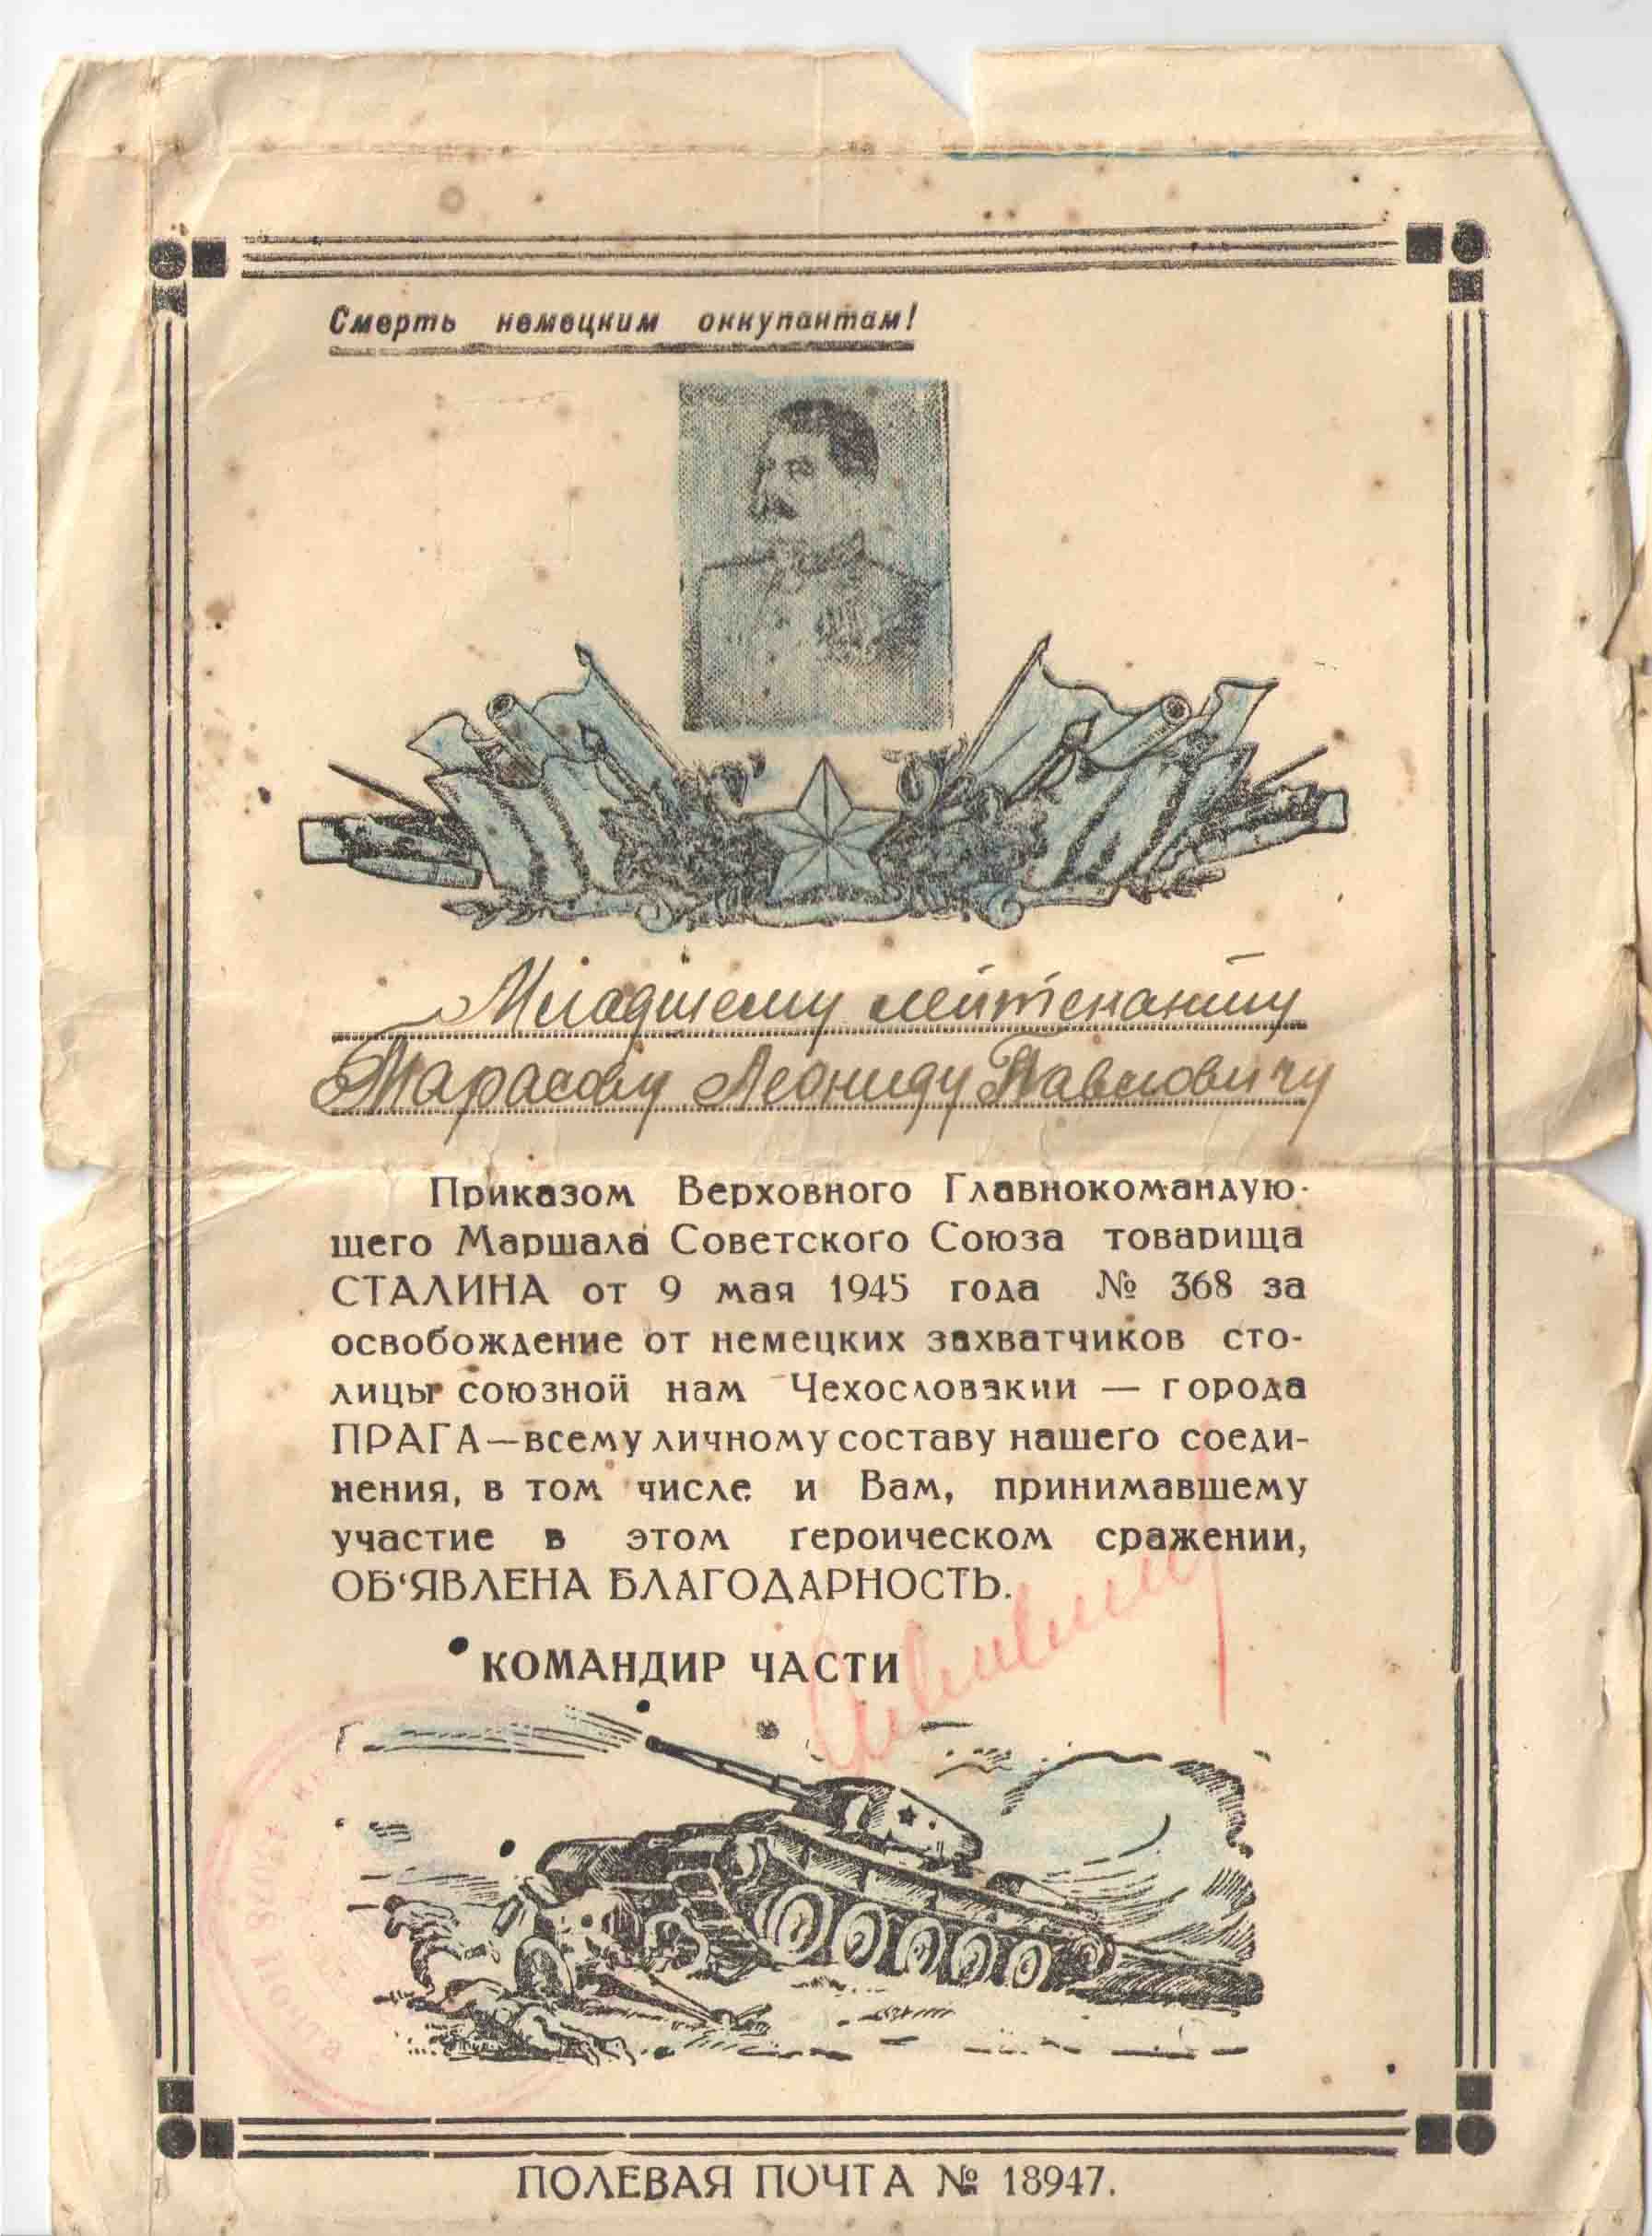 Смерть немецким оккупантам!
Младшему лейтенанту
Тарасову Леониду Павловичу
Приказом Верховного Главнокомандую-
щего Маршала Советского Союза товарища
СТАЛИНА от 9 мая 1945 года № 368 за
освобождение от немецких захватчиков сто-
лицы союзной нам Чехословакии — города
ПРАГА—всему личному составу нашего соеди-
нения, в том числе и Вам, принимавшему
участие в этом героическом сражении,
ОБ‘ЯВЛЕНА БЛАГОДАРНОСТЬ.
КОМАНДИР ЧАСТИ
ПОЛЕВАЯ ПОЧТА № 18947.